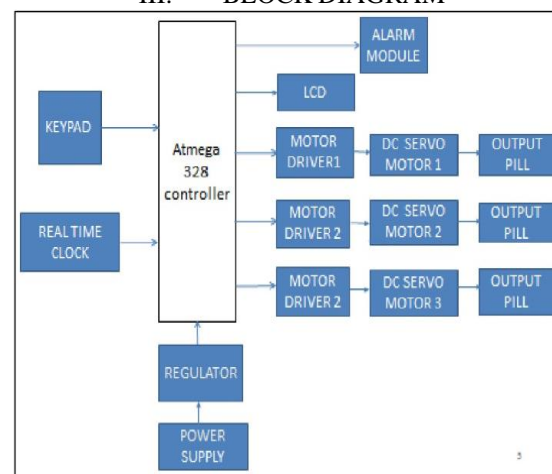 III. BLOCK DIAGRAM
ALARM
MODULE
LCD
KEYPAD
Atmega
328
controller
MOTOR
DRIVER1
DC SERVO
MOTOR 1
OUTPUT
PILL
REAL TIME
CLOCK
MOTOR
DRIVER 2
DC SERVO
MOTOR 2
OUTPUT
PILL
MOTOR
DRIVER 2
DC SERVO
MOTOR 3
OUTPUT
PILL
REGULATOR
POWER
SUPPLY